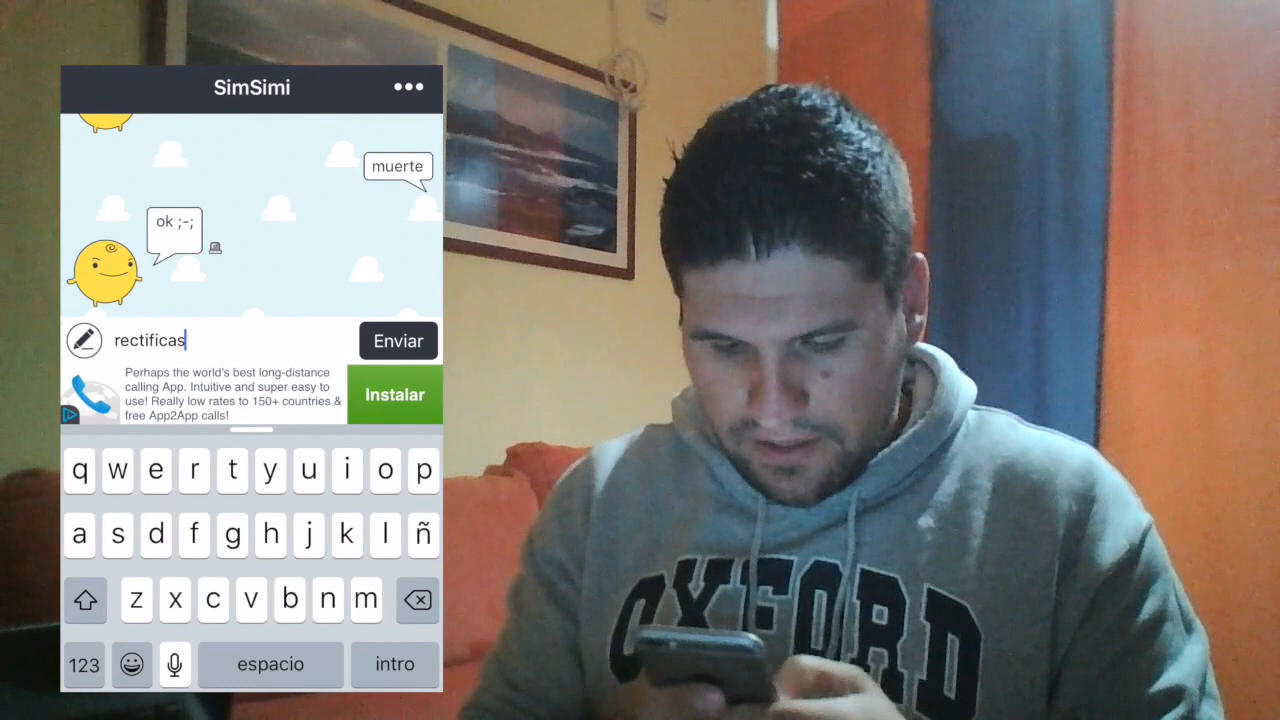 SimSimi
muerte
ok ;-;
rectificas
Enviar
Perhaps the world's best long-distance
calling App. Intuitive and super easy to
use! Really low rates to 150+ countries &
free App2App calls!
Instalar
q w e r t y u i o p
a s d f g h j k l ñ
z x c v b n m
123
espacio
intro
OXFORD